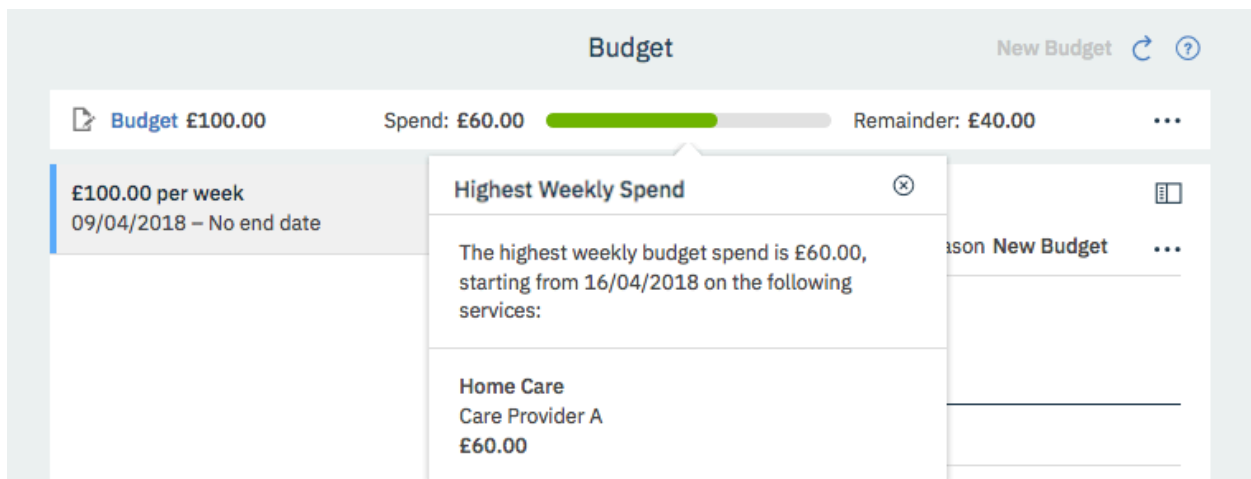 Budget
New Budget
Budget £100.00 Spend: £60.00 Remainder: £40.00
£100.00 per week
09/04/2018 – No end date
Highest Weekly Spend
The highest weekly budget spend is £60.00,
starting from 16/04/2018 on the following
services:
New Budget
Home Care
Care Provider A
£60.00